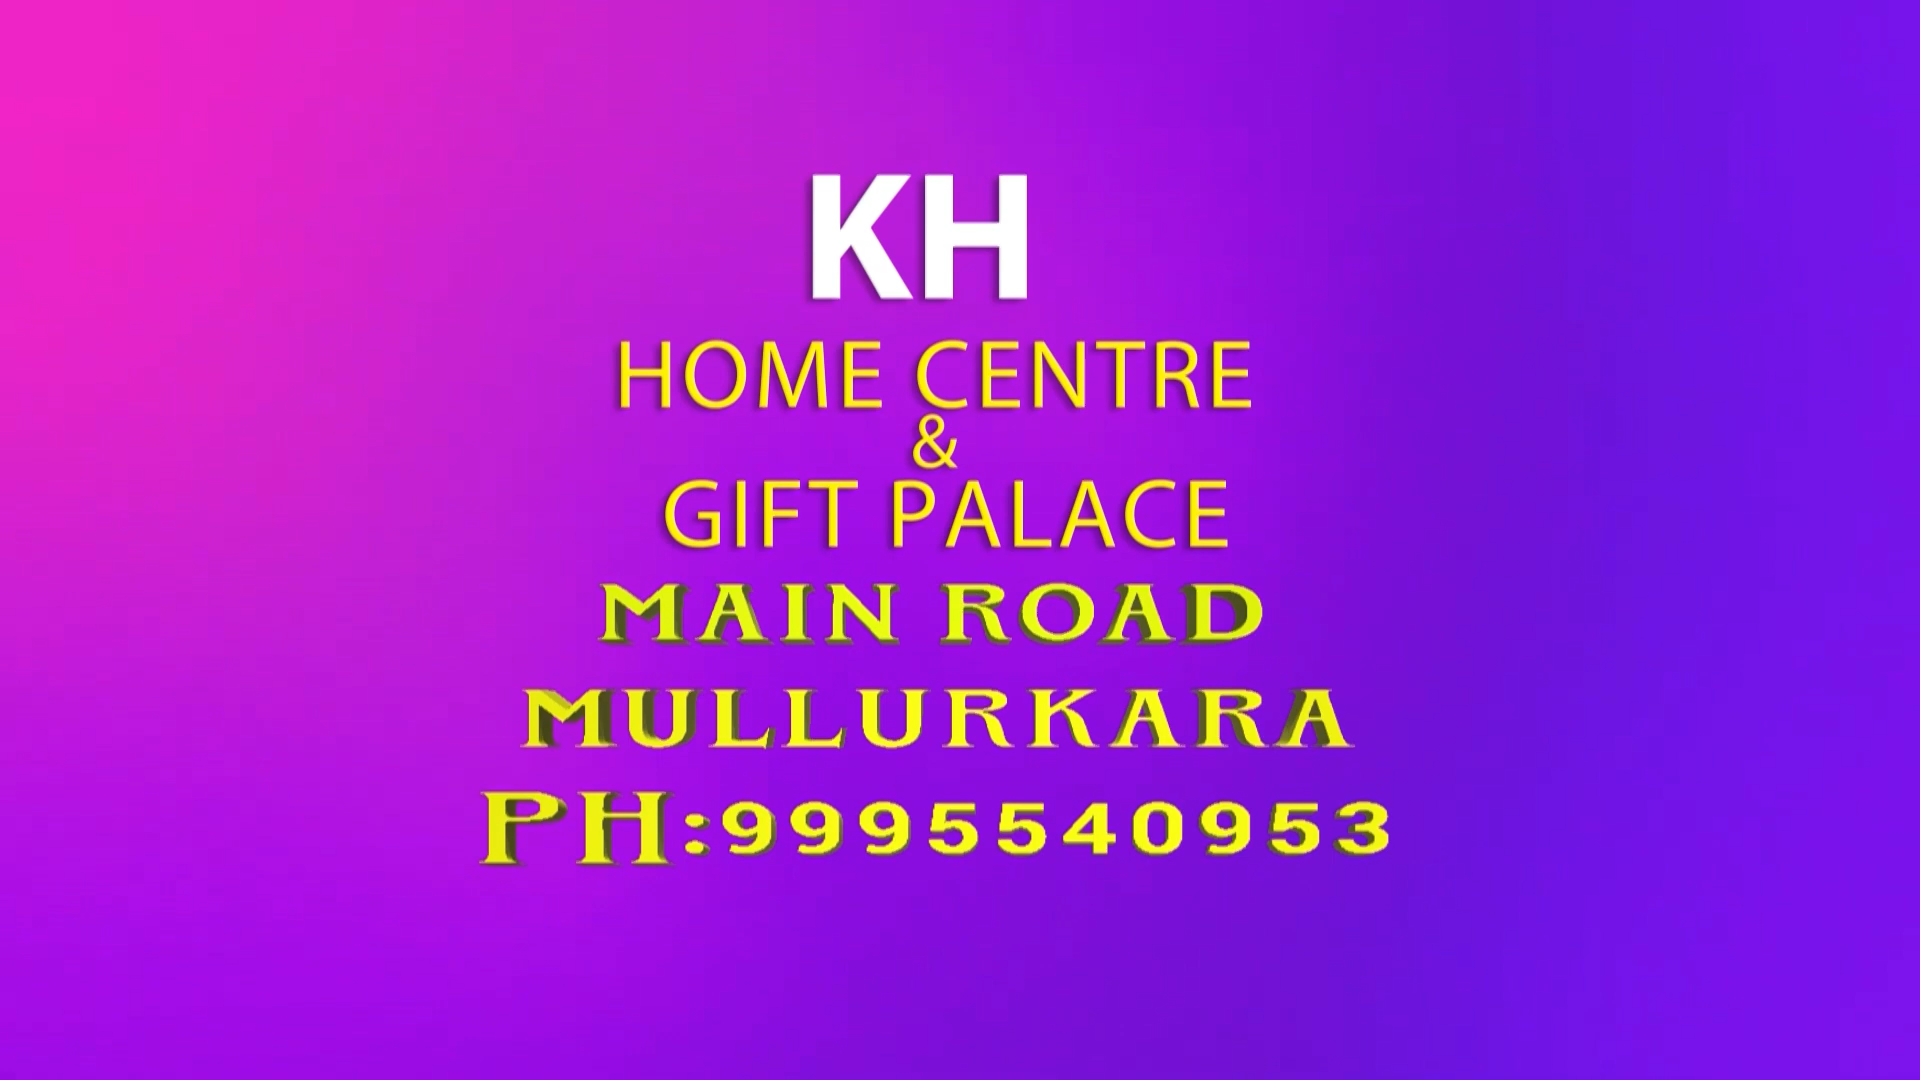 KH
HOME CENTRE
&
GIFT PALACE
MAIN ROAD
MULLURKARA
PH:9995540953